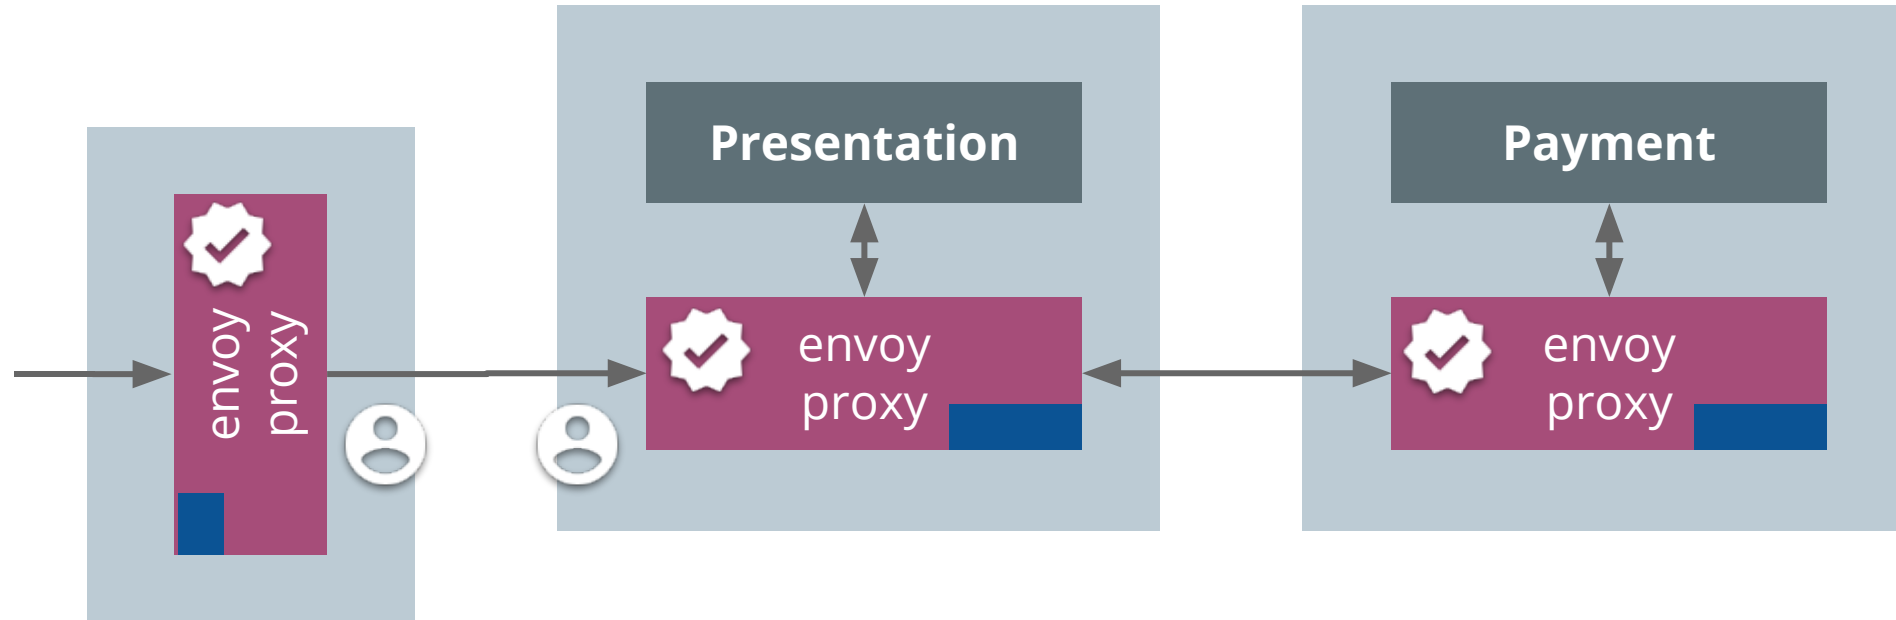 envoy
proxy
Presentation
envoy
proxy
Payment
envoy
proxy